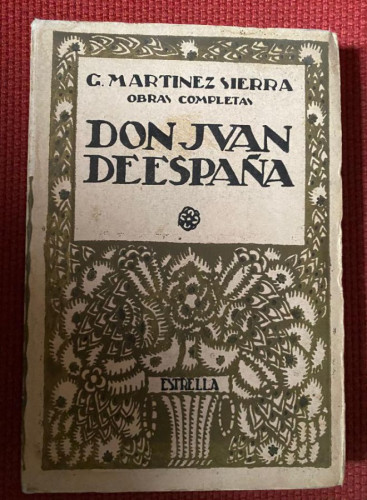 G. MARTINEZ SIERRA
OBRAS COMPLETAS
DON JVAN
DE ESPAÑA
ESTRELLA